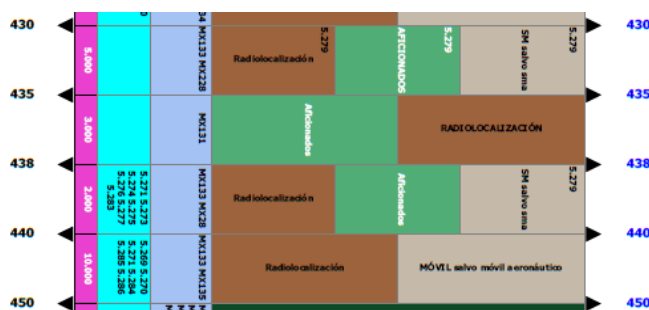 430
34
430
5.000
MX133 MX228
Radiolocalización
5.279
AFICIONADOS
5.279
SM salvo sma
5.279
435
435
3.000
MX131
Aficionados
RADIOLOCALIZACIÓN
438
438
2.000
5.271 5.273
5.274 5.275
5.276 5.277
5.283
MX133 MX28
Radiolocalización
Aficionados
SM salvo sma
5.279
440
440
10.000
5.269 5.270
5.271 5.284
5.285 5.286
MX133 MX135
Radiolocalización
MÓVIL salvo móvil aeronáutico
450
450